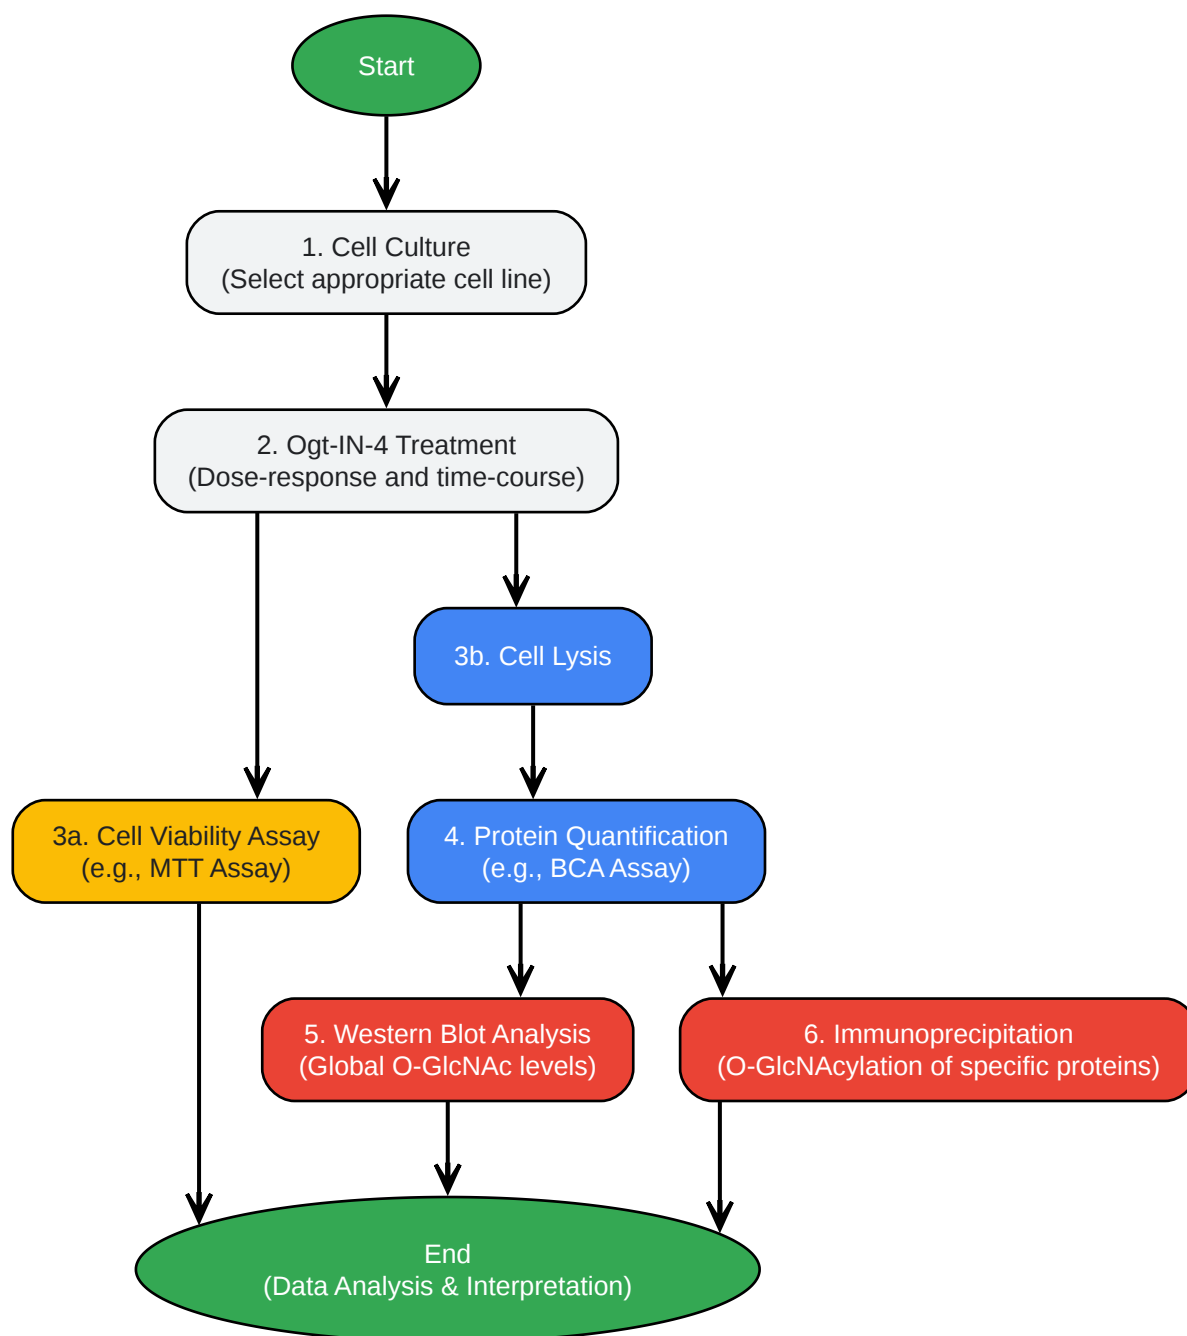 Start
1. Cell Culture
(Select appropriate cell line)
2. Ogt-IN-4 Treatment
(Dose-response and time-course)
3b. Cell Lysis
3a. Cell Viability Assay
(e.g., MTT Assay)
4. Protein Quantification
(e.g., BCA Assay)
5. Western Blot Analysis
(Global O-GlcNAc levels)
6. Immunoprecipitation
(O-GlcNAcylation of specific proteins)
End
(Data Analysis & Interpretation)